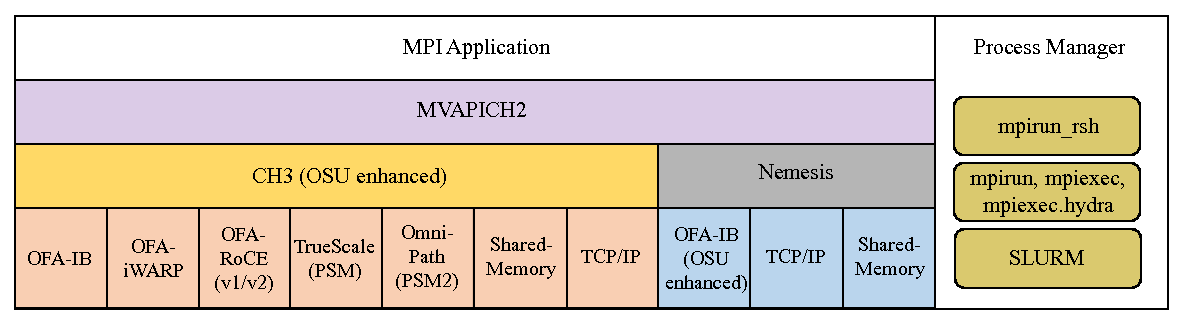 MPI Application
MVAPICH2
CH3 (OSU enhanced)
Nemesis
OFA-IB
OFA-
iWARP
OFA-
RoCE
(v1/v2)
TrueScale
(PSM)
Omni-
Path
(PSM2)
Shared-
Memory
TCP/IP
OFA-IB
(OSU
enhanced)
TCP/IP
Shared-
Memory
Process Manager
mpirun_rsh
mpirun, mpiexec,
mpiexec.hydra
SLURM